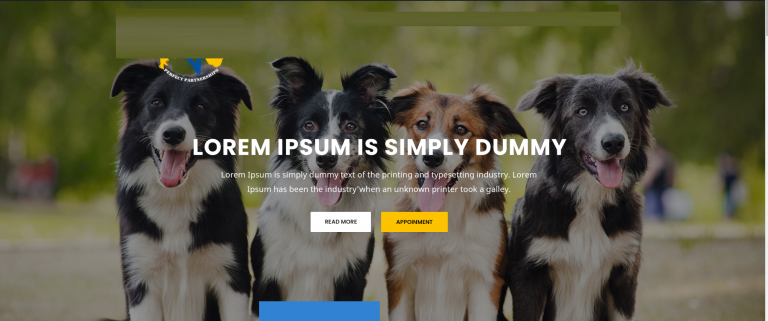 PERFECT PARTNERSHIPS
LOREM IPSUM IS SIMPLY DUMMY
Lorem Ipsum is simply dummy text of the printing and typesetting industry. Lorem
Ipsum has been the industry'when an unknown printer took a galley.
READ MORE
APPOINMENT